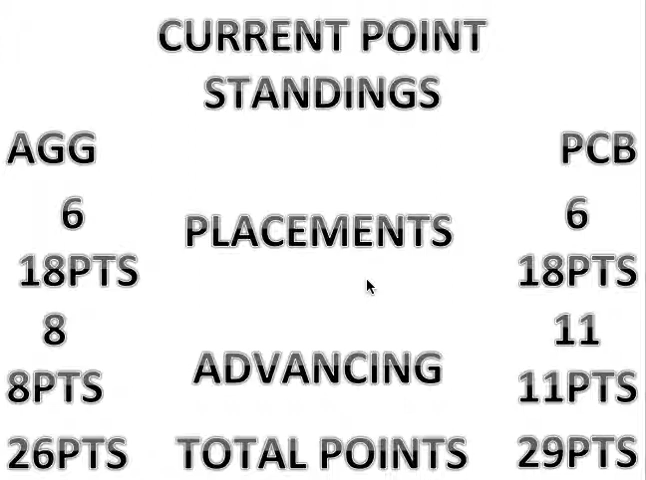 CURRENT POINT
STANDINGS
AGG PCB
6 PLACEMENTS 6
18PTS 18PTS
8 ADVANCING 11
8PTS 11PTS
26PTS TOTAL POINTS 29PTS